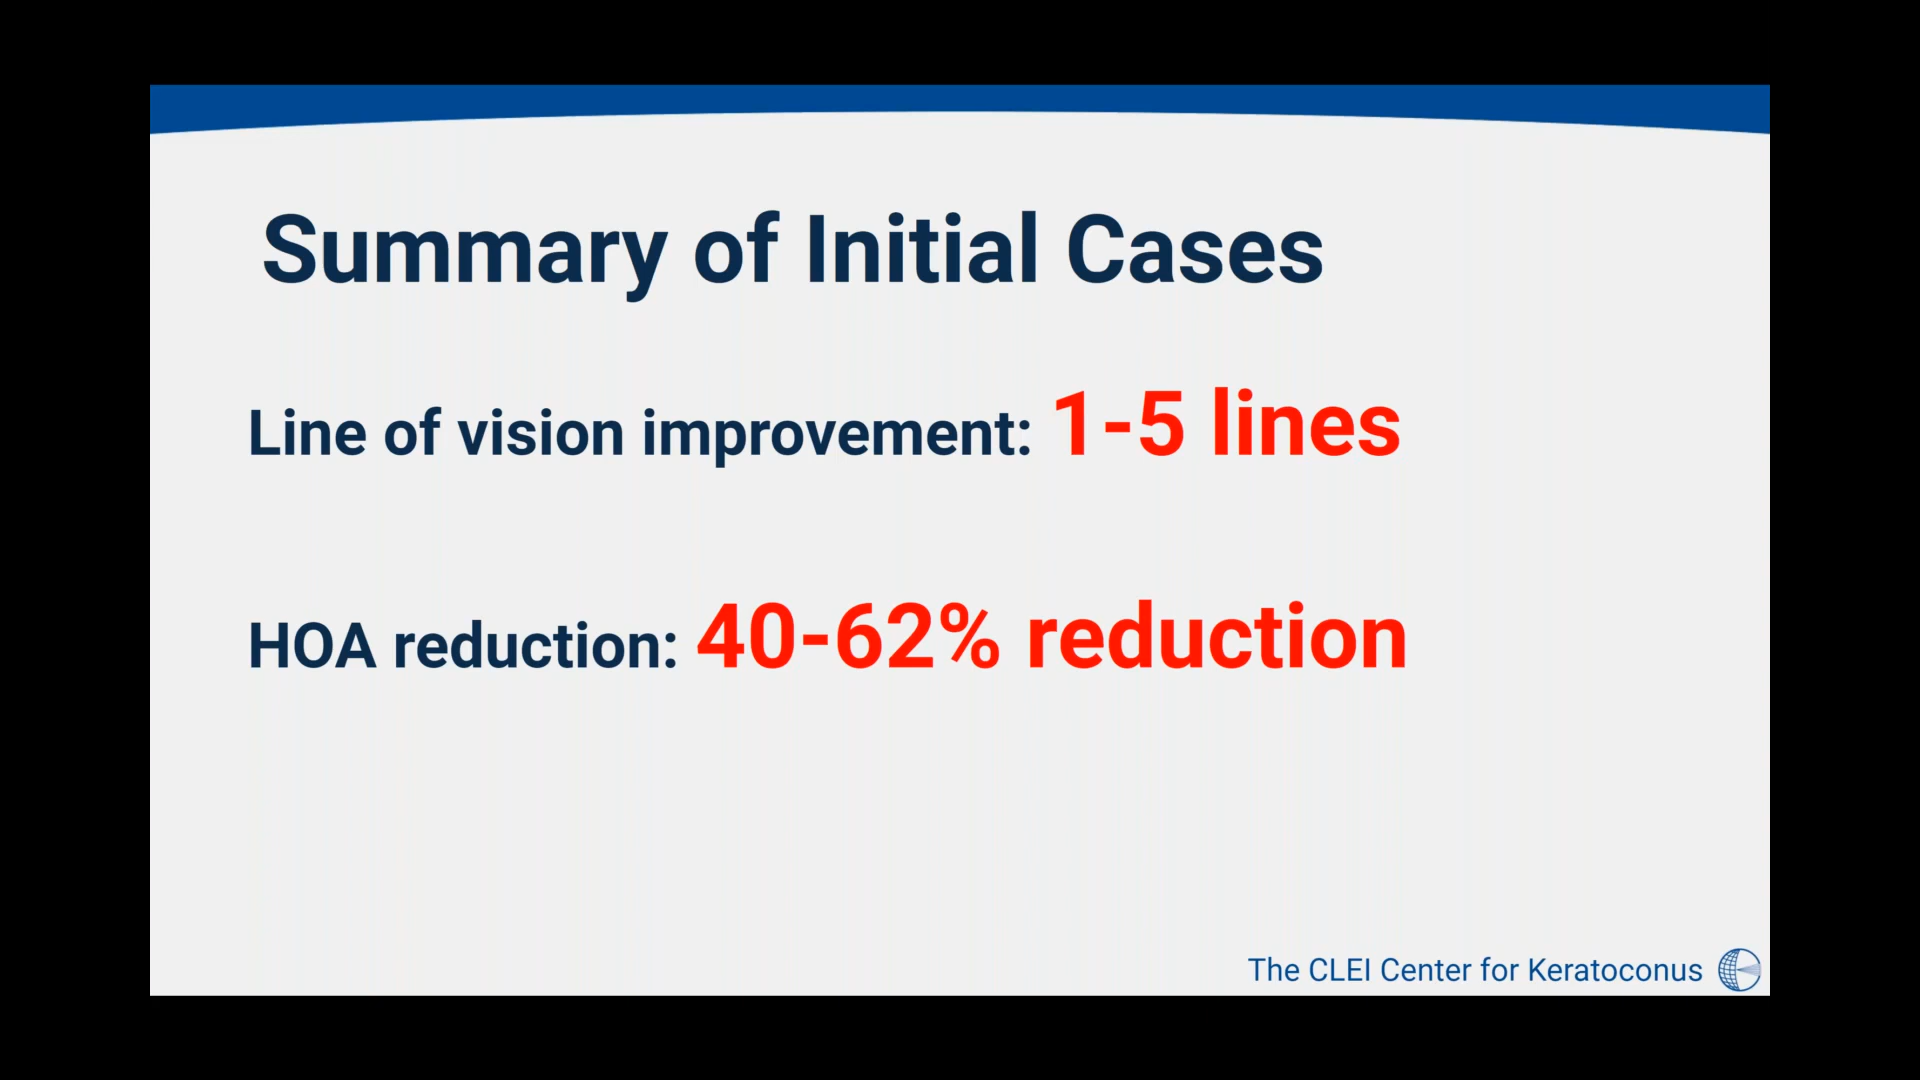 Summary of Initial Cases
Line of vision improvement: 1-5 lines
HOA reduction: 40-62% reduction
The CLEI Center for Keratoconus